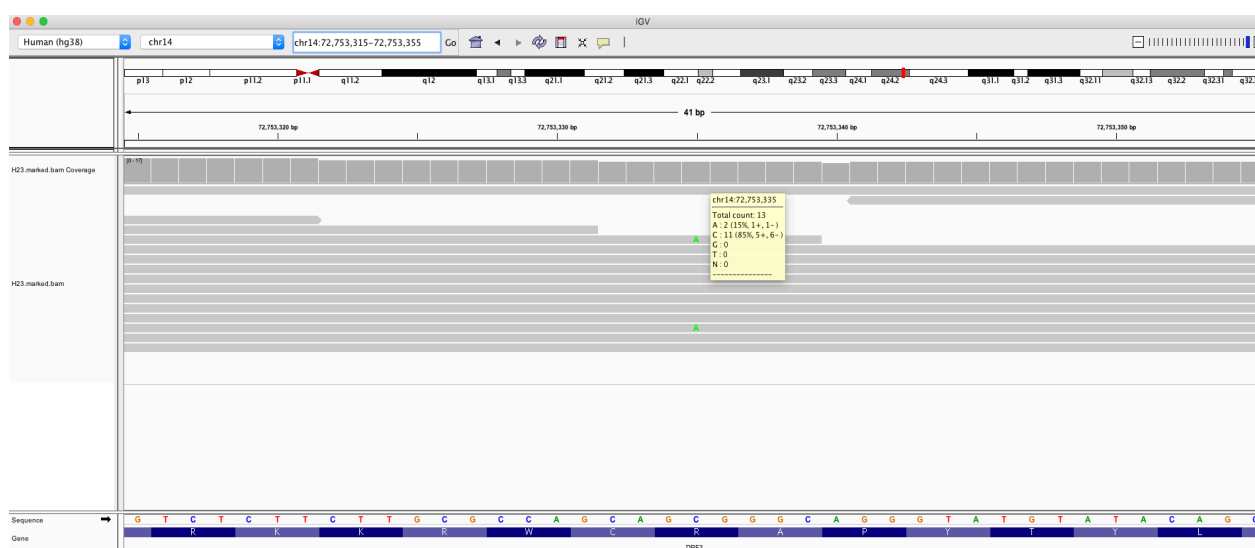 IGV
Human (hg38) chr14 chr14:72,753,315-72,753,355 Go
p13 p12 p11.2 p11.1 q11.2 q12 q13.1 q13.3 q21.1 q21.2 q21.3 q22.1 q22.2 q23.1 q23.2 q23.3 q24.1 q24.2 q24.3 q31.1 q31.2 q31.3 q32.11 q32.13 q32.2 q32.31 q32.
41 bp
72,753,320 bp 72,753,330 bp 72,753,340 bp 72,753,350 bp
[0 - 17]
H23.marked.bam Coverage
chr14:72,753,335
Total count: 13
A : 2 (15%, 1+, 1-)
C : 11 (85%, 5+, 6-)
G : 0
T : 0
N : 0
---------------
A
H23.marked.bam
A
Sequence G T C T C T T C T T G C G C C A G C A G C G G G C A G G G T A T G T A T A C A G
Gene R K K R W C R A P Y T Y L
DPF3